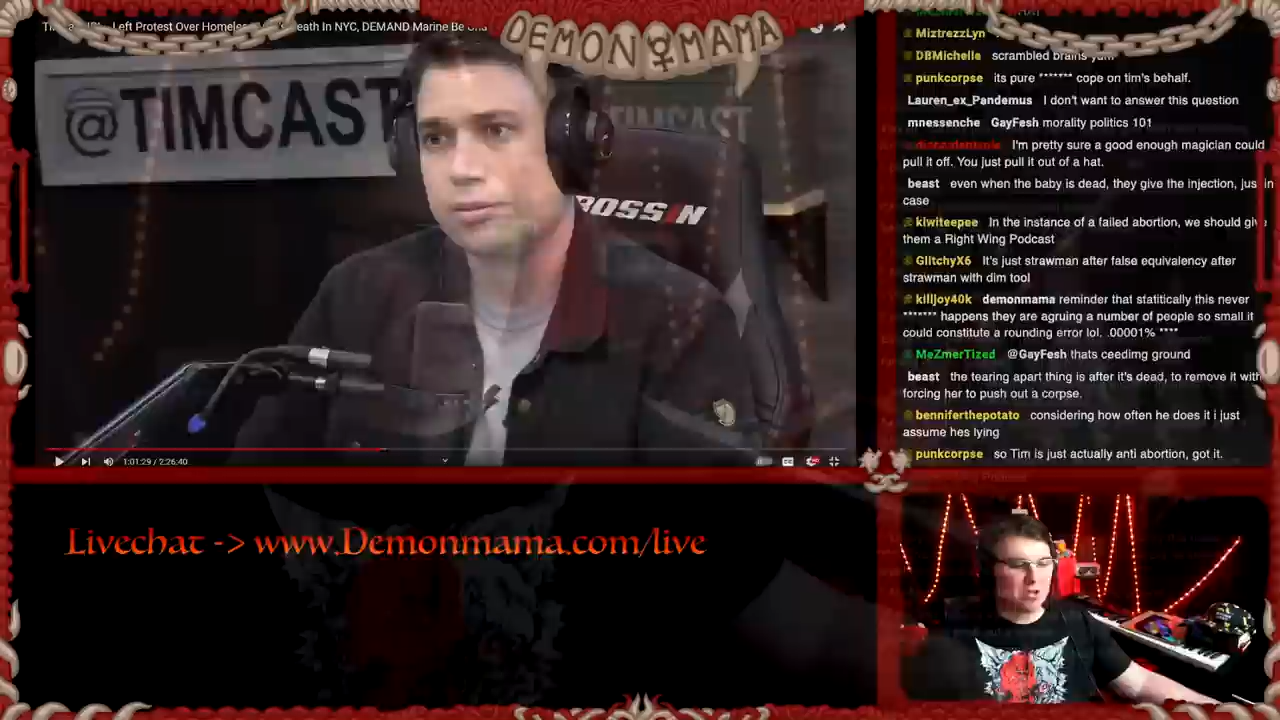 Left Protest Over Homeless
eath In NYC, DEMAND Marine Be
DEMON MAMA
@TIMCAST
TIMCAST
ROSSIN
1:01:29 / 2:26:40
MiztrezzLyn
DBMichelle scrambled brains yum
punkcorpse its pure ******* cope on tim's behalf.
Lauren_ex_Pandemus I don't want to answer this question
mnessenche GayFesh morality politics 101
I'm pretty sure a good enough magician could
pull it off. You just pull it out of a hat.
beast even when the baby is dead, they give the injection, just in
case
kiwiteepee In the instance of a failed abortion, we should give
them a Right Wing Podcast
GlitchyX6 It's just strawman after false equivalency after
strawman with dim tool
killjoy40k demonmama reminder that statitically this never
******* happens they are agruing a number of people so small it
could constitute a rounding error lol. .00001% ****
MeZmerTized @GayFesh thats ceedimg ground
beast the tearing apart thing is after it's dead, to remove it with
forcing her to push out a corpse.
benniferthepotato considering how often he does it i just
assume hes lying
punkcorpse so Tim is just actually anti abortion, got it.
Livechat -> www.Demonmama.com/live